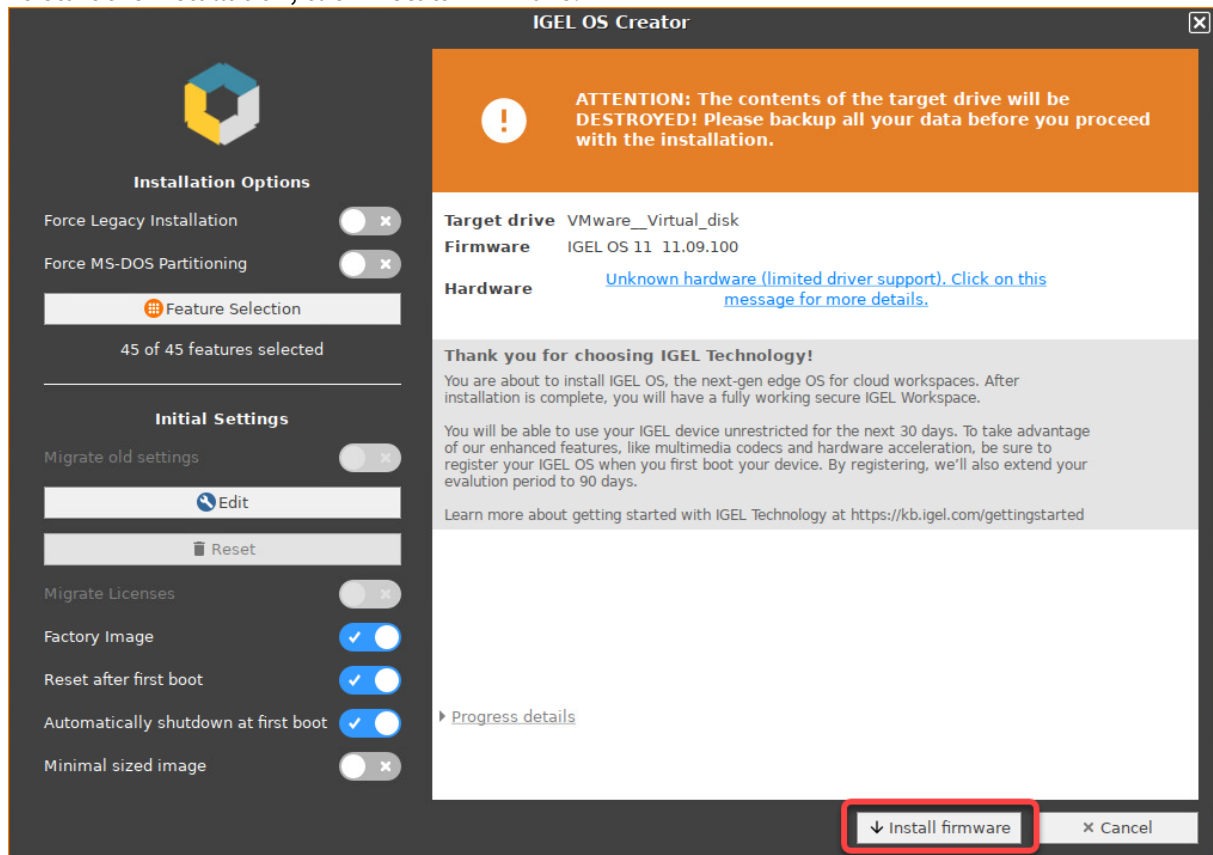 IGEL OS Creator
ATTENTION: The contents of the target drive will be
DESTROYED! Please backup all your data before you proceed
with the installation.
Installation Options
Force Legacy Installation
Force MS-DOS Partitioning
Feature Selection
45 of 45 features selected
Initial Settings
Migrate old settings
Edit
Reset
Migrate Licenses
Factory Image
Reset after first boot
Automatically shutdown at first boot
Minimal sized image
Target drive VMware__Virtual_disk
Firmware IGEL OS 11 11.09.100
Hardware Unknown hardware (limited driver support). Click on this
message for more details.
Thank you for choosing IGEL Technology!
You are about to install IGEL OS, the next-gen edge OS for cloud workspaces. After
installation is complete, you will have a fully working secure IGEL Workspace.
You will be able to use your IGEL device unrestricted for the next 30 days. To take advantage
of our enhanced features, like multimedia codecs and hardware acceleration, be sure to
register your IGEL OS when you first boot your device. By registering, we'll also extend your
evalution period to 90 days.
Learn more about getting started with IGEL Technology at https://kb.igel.com/gettingstarted
Progress details
Install firmware
Cancel